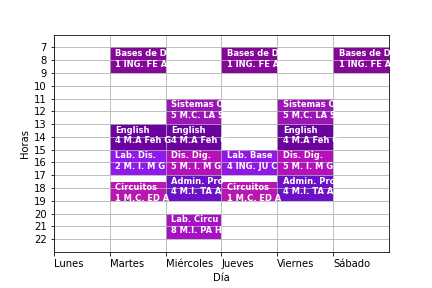 7
8
9
10
11
12
13
14
15
16
17
18
19
20
21
22
Horas
Bases de D
1 ING. FE A
Bases de D
1 ING. FE A
Bases de D
1 ING. FE A
Sistemas O
5 M.C. LA S
Sistemas O
5 M.C. LA S
English
4 M.A Feh G
English
4 M.A Feh
English
4 M.A Feh
Lab. Dis.
2 M. I. M G
Dis. Dig.
5 M. I. M G
Lab. Base
4 ING. JU C
Dis. Dig.
5 M. I. M G
Circuitos
1 M.C. ED A
Admin. Pro
4 M.I. TA A
Circuitos
1 M.C. ED A
Admin. Pro
4 M.I. TA A
Lab. Circu
8 M.I. PA H
Lunes Martes Miércoles Jueves Viernes Sábado
Día